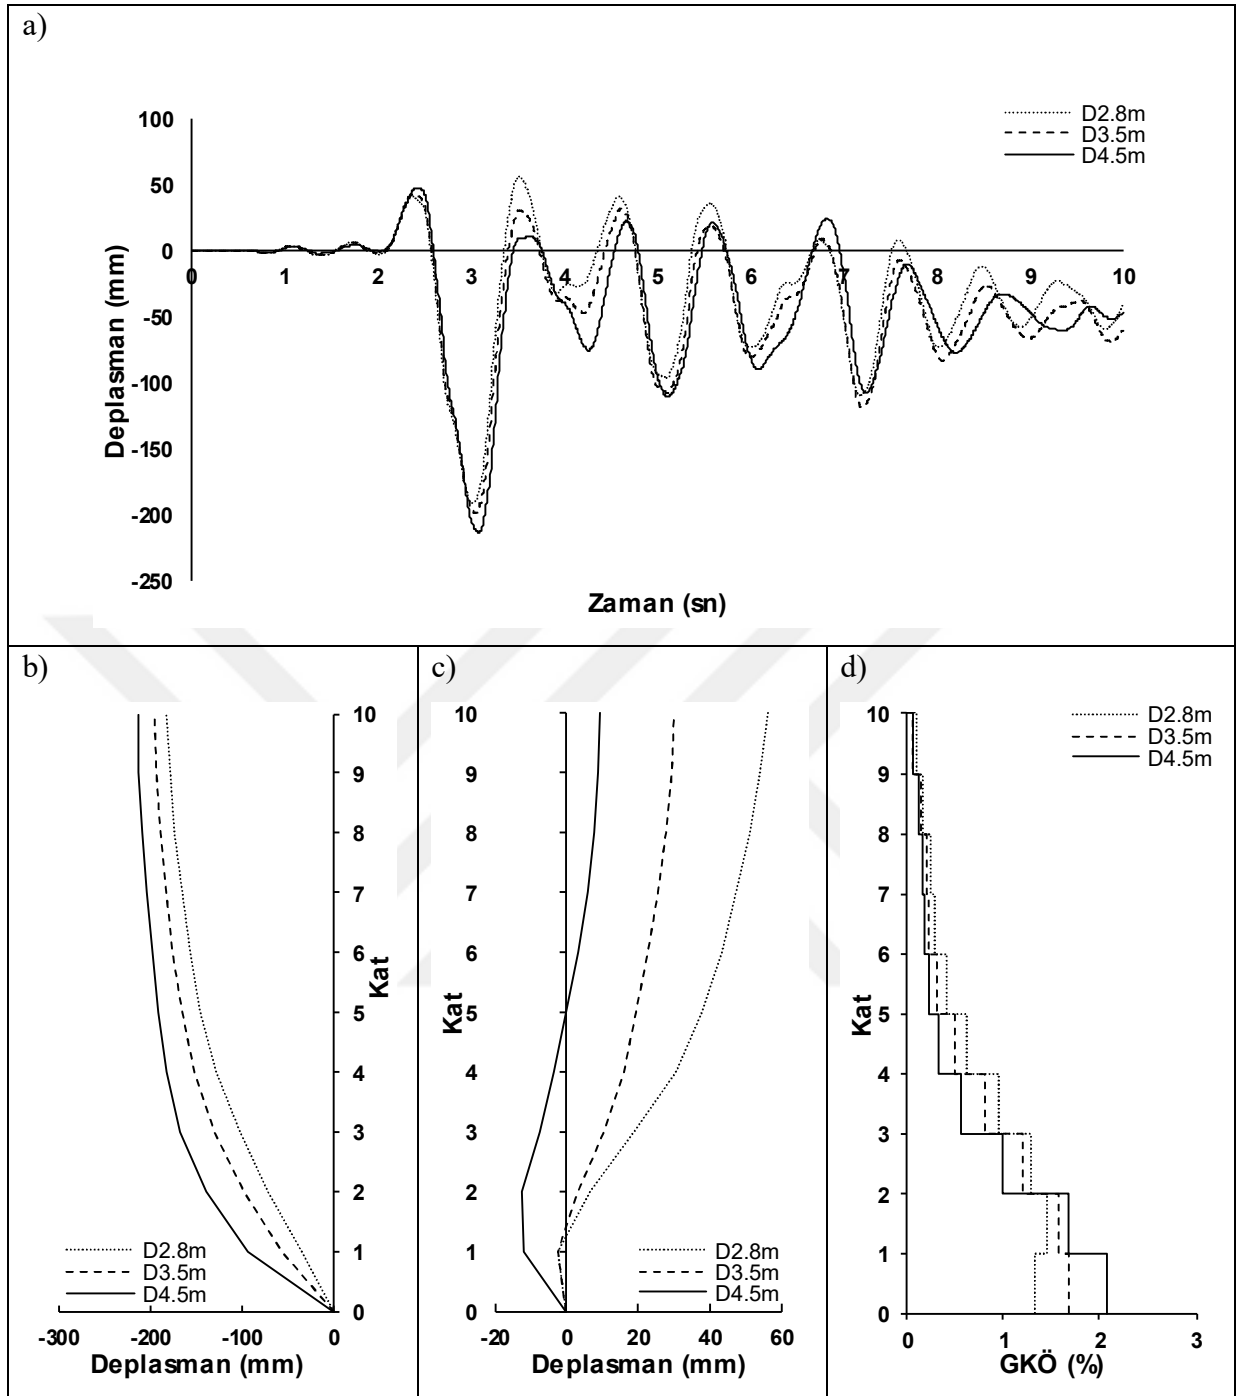 a)
100
50
0
-50
-100
-150
-200
-250
Deplasman (mm)
0 1 2 3 4 5 6 7 8 9 10
Zaman (sn)
D2.8m
D3.5m
D4.5m
b)
10
9
8
7
6
5
4
3
2
1
0
Kat
D2.8m
D3.5m
D4.5m
-300 -200 -100 0
Deplasman (mm)
c)
10
9
8
7
6
5
4
3
2
1
0
Kat
D2.8m
D3.5m
D4.5m
-20 0 20 40 60
Deplasman (mm)
d)
10
9
8
7
6
5
4
3
2
1
0
Kat
D2.8m
D3.5m
D4.5m
0 1 2 3
GKÖ (%)